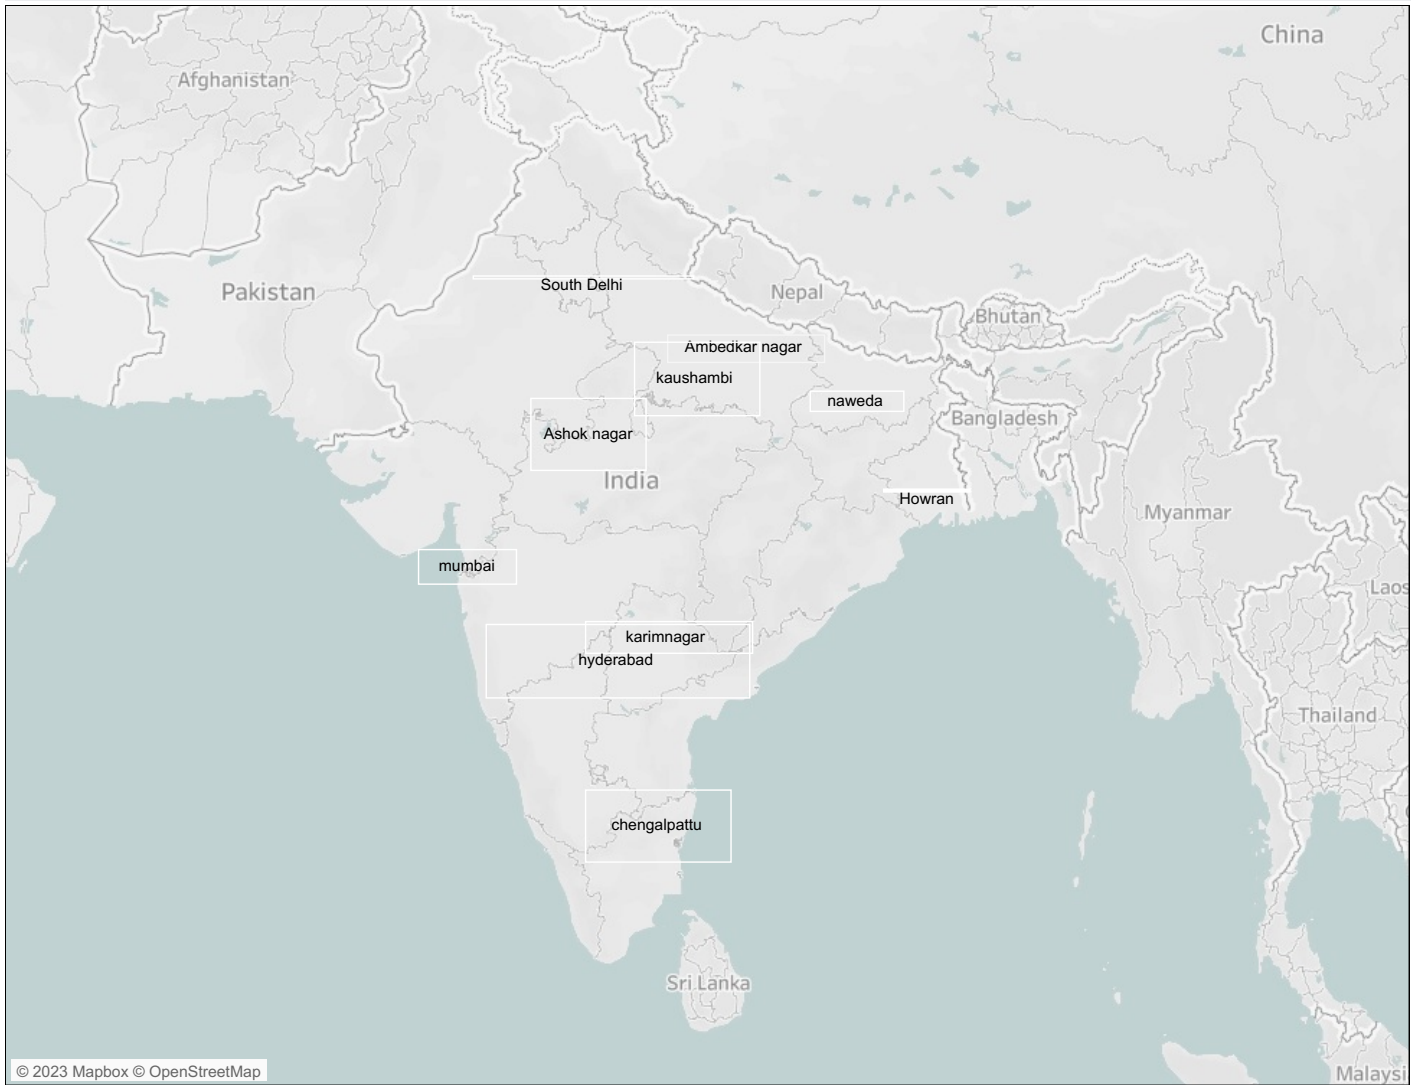 China
Afghanistan
Pakistan
South Delhi
Nepal
Bhutan
Ambedkar nagar
kaushambi
naweda
Bangladesh
Ashok nagar
India
Howran
Myanmar
mumbai
Laos
karimnagar
hyderabad
Thailand
chengalpattu
Sri Lanka
© 2023 Mapbox © OpenStreetMap
Malaysi